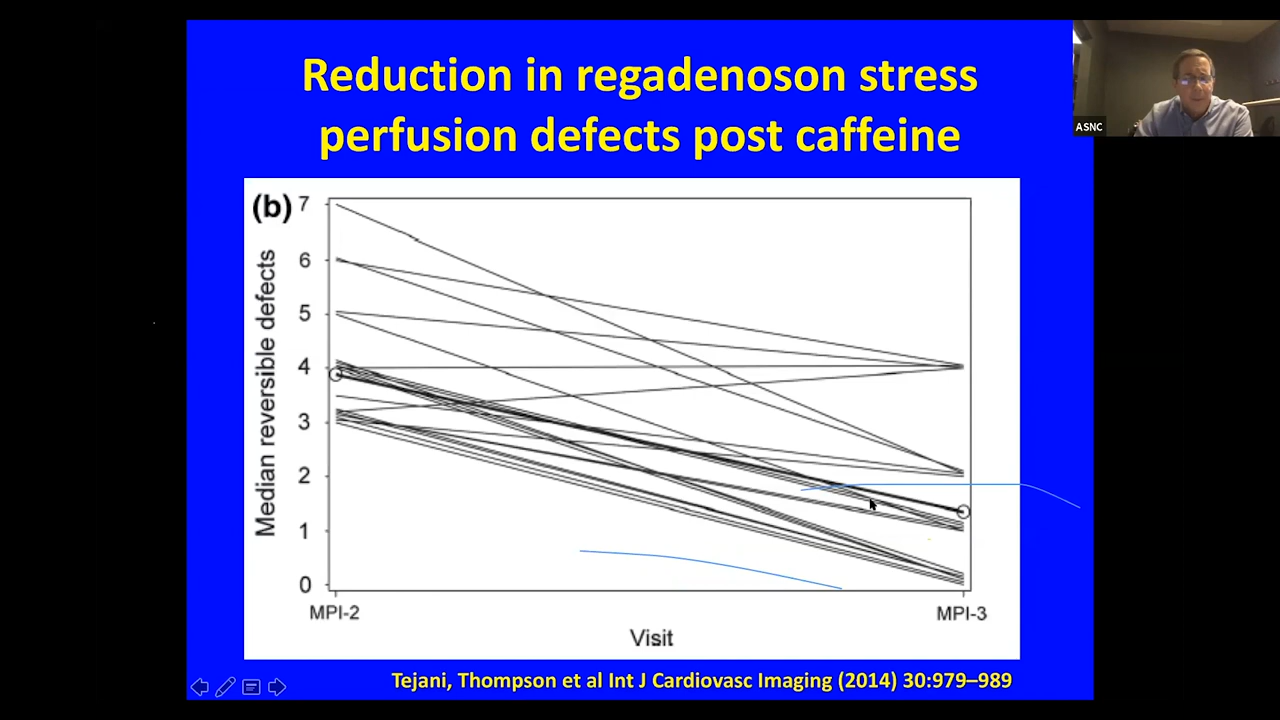 Reduction in regadenoson stress
perfusion defects post caffeine
ASNC
(b)
Median reversible defects
7
6
5
4
3
2
1
0
MPI-2
MPI-3
Visit
Tejani, Thompson et al Int J Cardiovasc Imaging (2014) 30:979–989